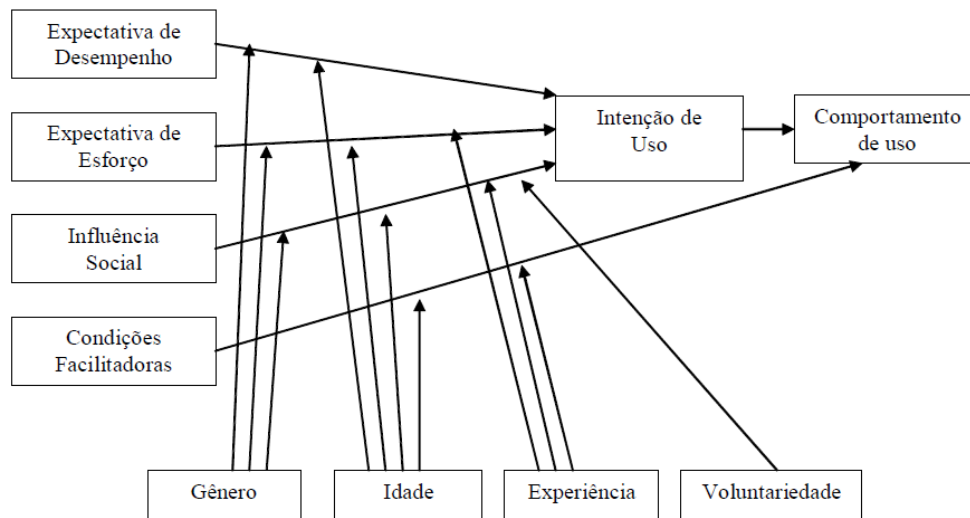 Expectativa de
Desempenho
Expectativa de
Esforço
Influência
Social
Condições
Facilitadoras
Intenção de
Uso
Comportamento
de uso
Gênero
Idade
Experiência
Voluntariedade